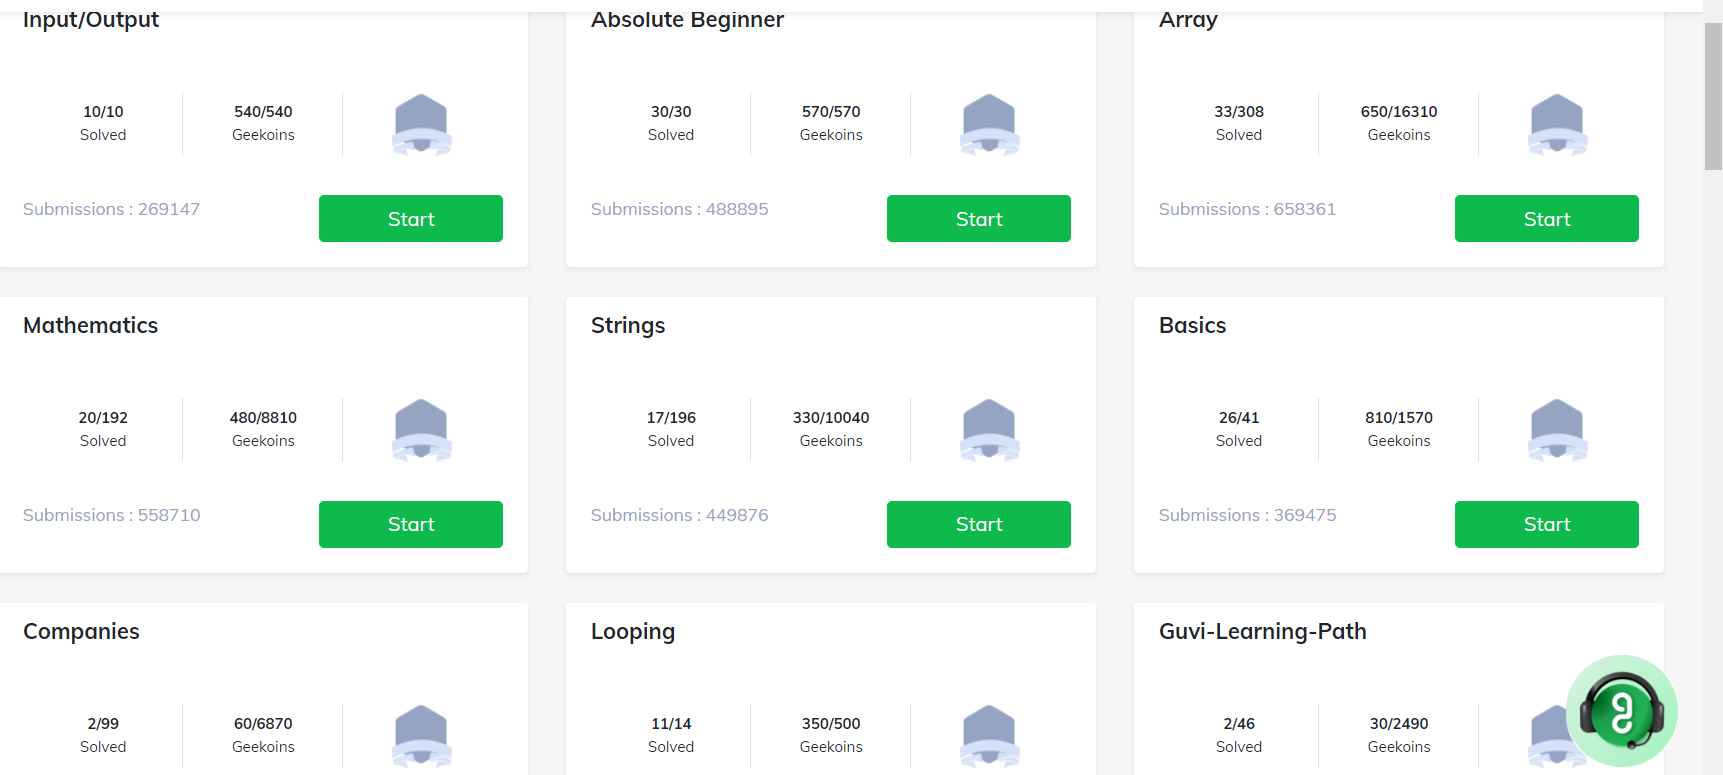 Input/Output
Absolute Beginner
Array
10/10
Solved
540/540
Geekoins
30/30
Solved
570/570
Geekoins
33/308
Solved
650/16310
Geekoins
Submissions : 269147
Start
Submissions : 488895
Start
Submissions : 658361
Start
Mathematics
Strings
Basics
20/192
Solved
480/8810
Geekoins
17/196
Solved
330/10040
Geekoins
26/41
Solved
810/1570
Geekoins
Submissions : 558710
Start
Submissions : 449876
Start
Submissions : 369475
Start
Companies
Looping
Guvi-Learning-Path
2/99
Solved
60/6870
Geekoins
11/14
Solved
350/500
Geekoins
2/46
Solved
30/2490
Geekoins